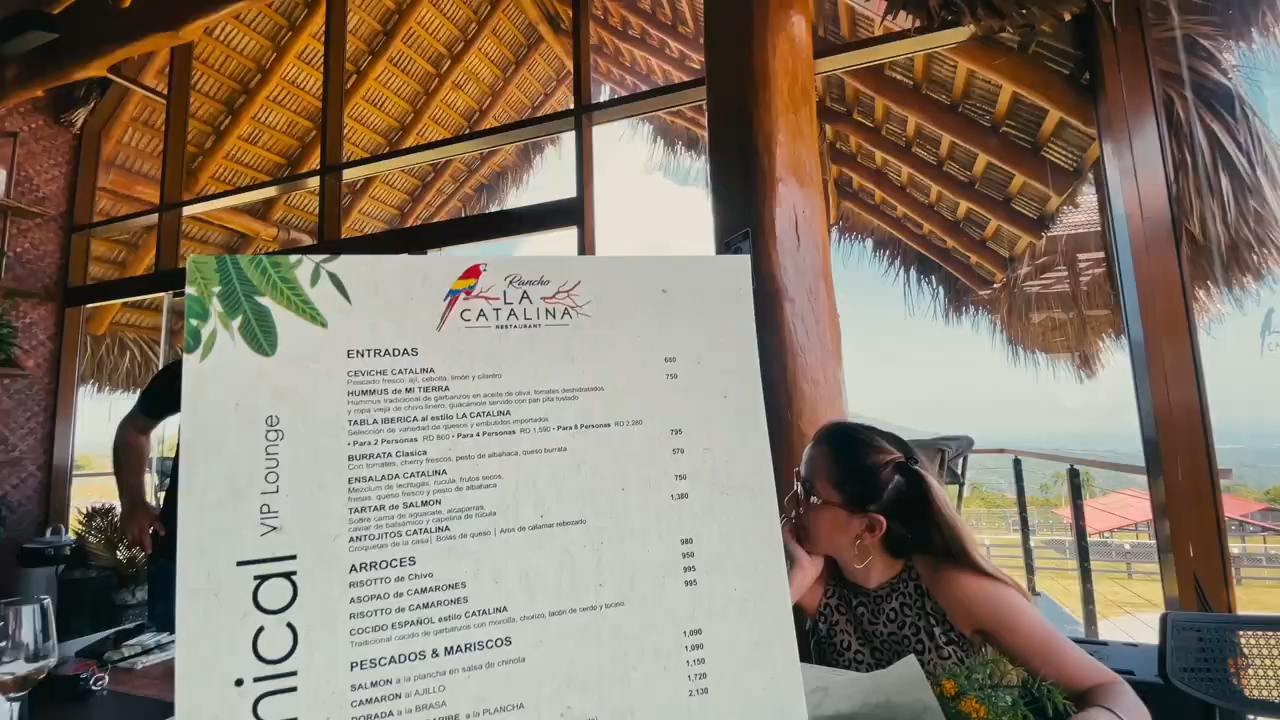 Rancho
LA
CATALINA
RESTAURANT
ENTRADAS
CEVICHE CATALINA 680
Pescado fresco, ají, cebolla, limón y cilantro
HUMMUS de MI TIERRA 750
Hummus tradicional de garbanzos en aceite de oliva, tomates deshidratados
y ropa vieja de chivo liniero, guacamole servido con pan pita tostado
TABLA IBERICA al estilo LA CATALINA
Selección de variedad de quesos y embutidos importados
• Para 2 Personas RD 860 • Para 4 Personas RD 1,590 • Para 8 Personas RD 2,280
BURRATA Clasica 795
Con tomates, cherry frescos, pesto de albahaca, queso burrata
ENSALADA CATALINA 570
Mezclum de lechugas, rucula, frutos secos,
fresas, queso fresco y pesto de albahaca
TARTAR de SALMON 750
Sobre cama de aguacate, alcaparras,
caviar de balsámico y capelina de rúcula
ANTOJITOS CATALINA 1,380
Croquetas de la casa | Bolas de queso | Aros de calamar rebozado
ARROCES
RISOTTO de Chivo 980
ASOPAO de CAMARONES 950
RISOTTO de CAMARONES 995
COCIDO ESPAÑOL estilo CATALINA 995
Tradicional cocido de garbanzos con morcilla, chorizo, lacón de cerdo y tocino.
PESCADOS & MARISCOS
SALMON a la plancha en salsa de chinola 1,090
CAMARON al AJILLO 1,090
DORADA a la BRASA 1,150
a la PLANCHA 1,720
2,130
nical VIP Lounge